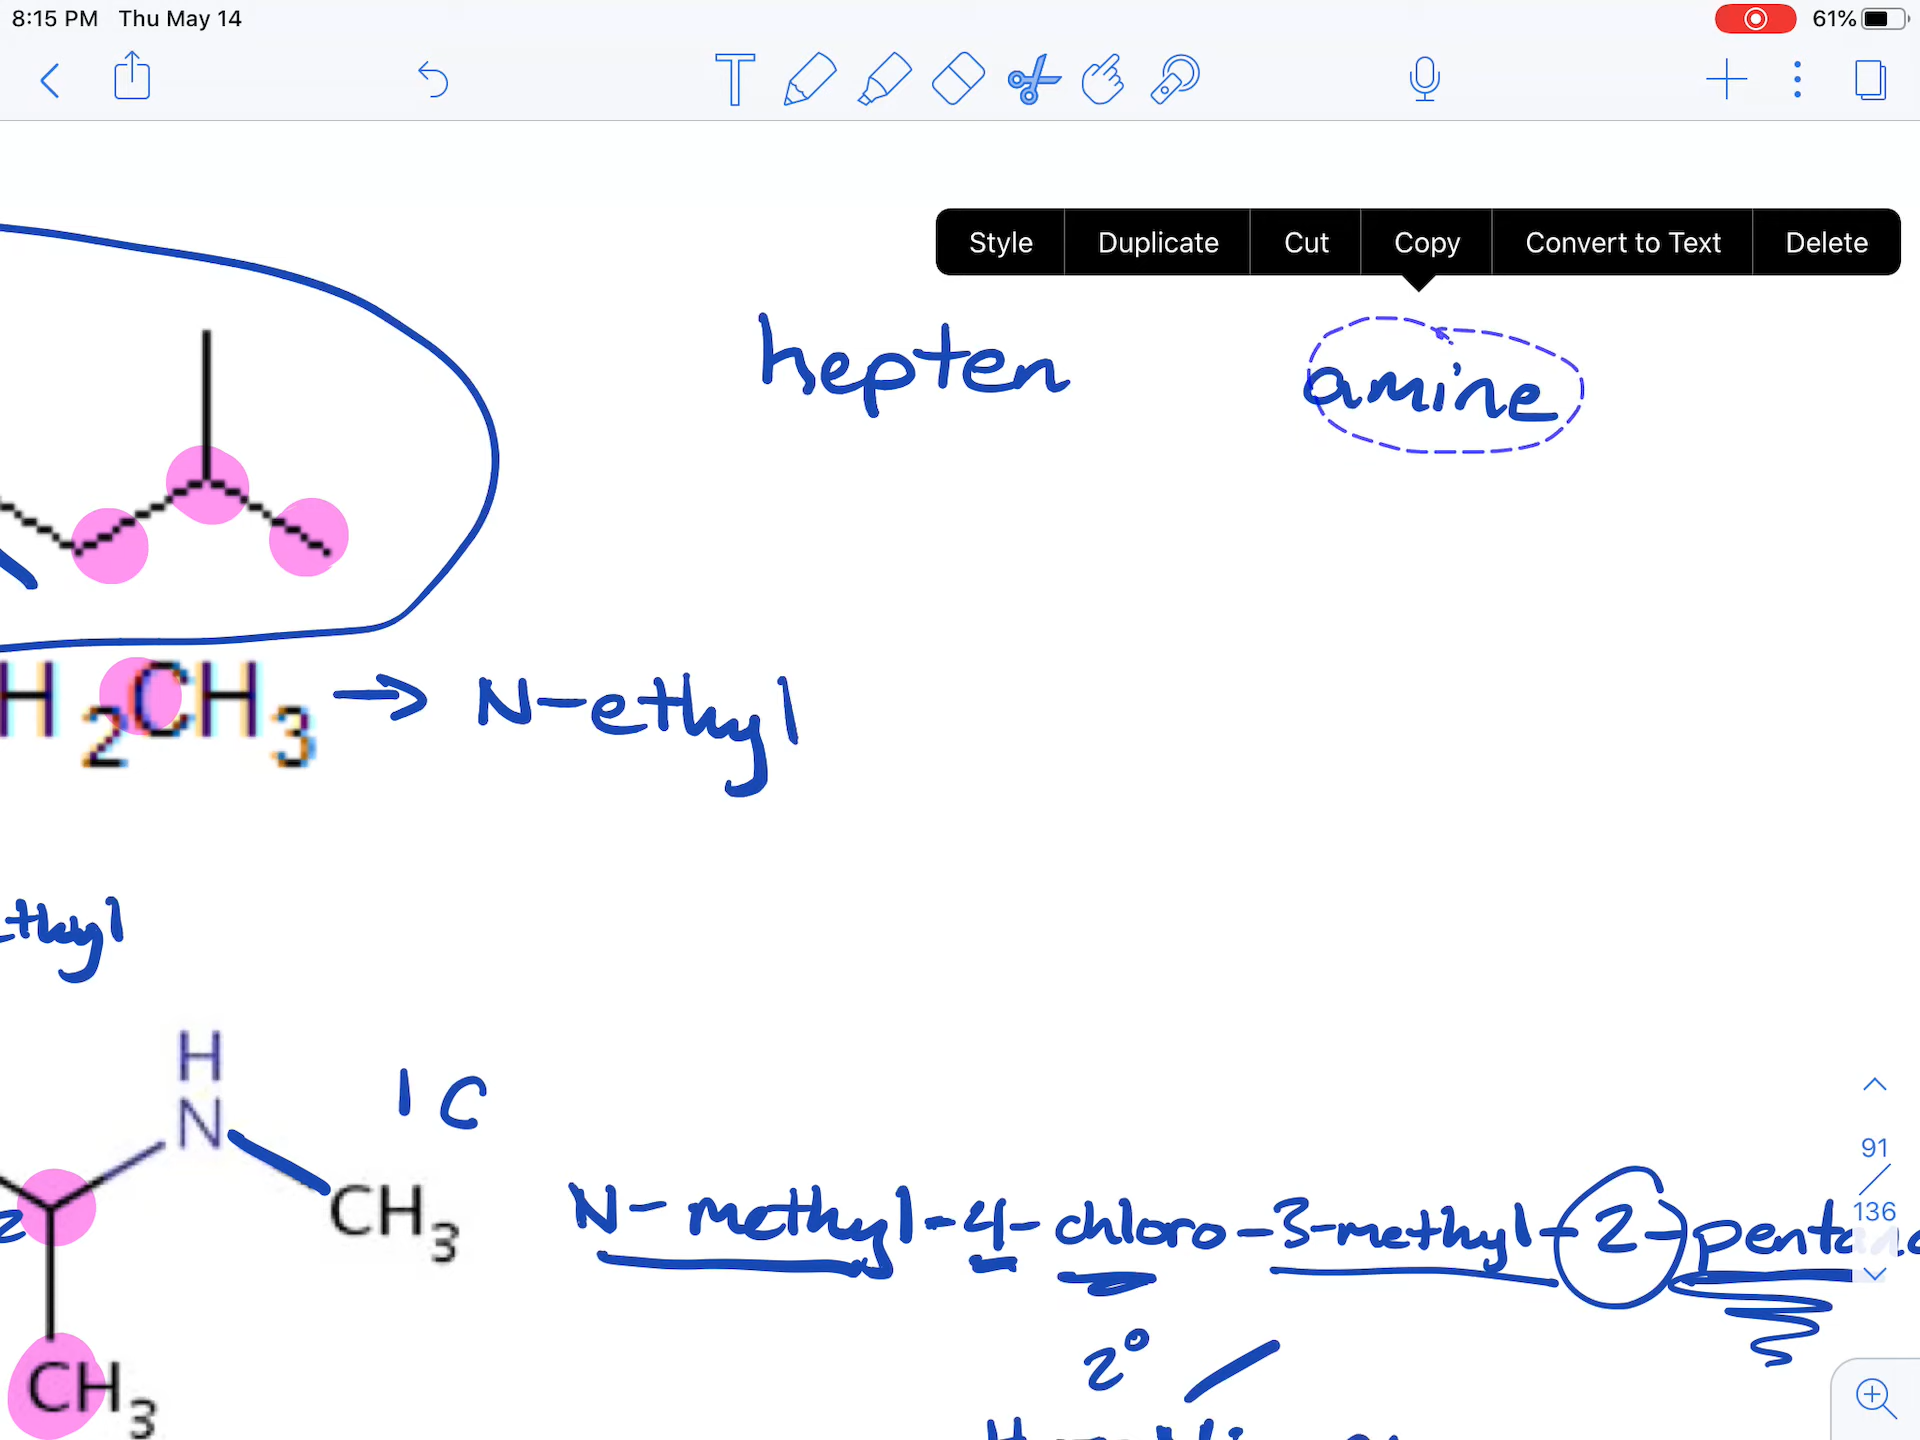 8:15 PM Thu May 14 61%
Style Duplicate Cut Copy Convert to Text Delete
hepten amine
H2CH3 → N-ethyl
thyl
H
N 1 C
CH3
N-methyl-4-chloro-3-methyl-2-
91
136
2°
CH3